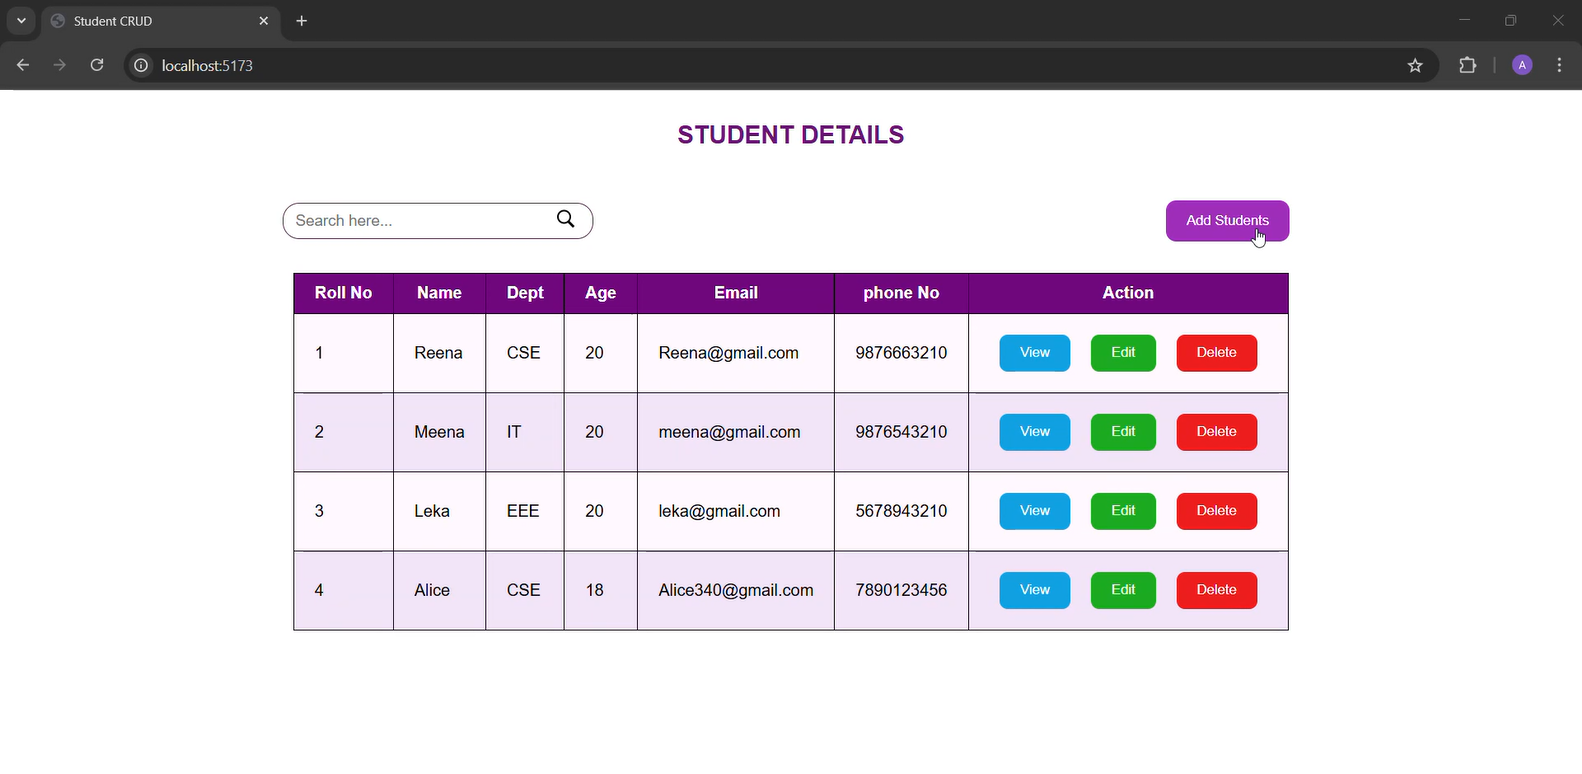 Student CRUD
localhost:5173
A
STUDENT DETAILS
Search here...
Add Students
Roll No Name Dept Age Email phone No Action
1 Reena CSE 20 Reena@gmail.com 9876663210 View Edit Delete
2 Meena IT 20 meena@gmail.com 9876543210 View Edit Delete
3 Leka EEE 20 leka@gmail.com 5678943210 View Edit Delete
4 Alice CSE 18 Alice340@gmail.com 7890123456 View Edit Delete